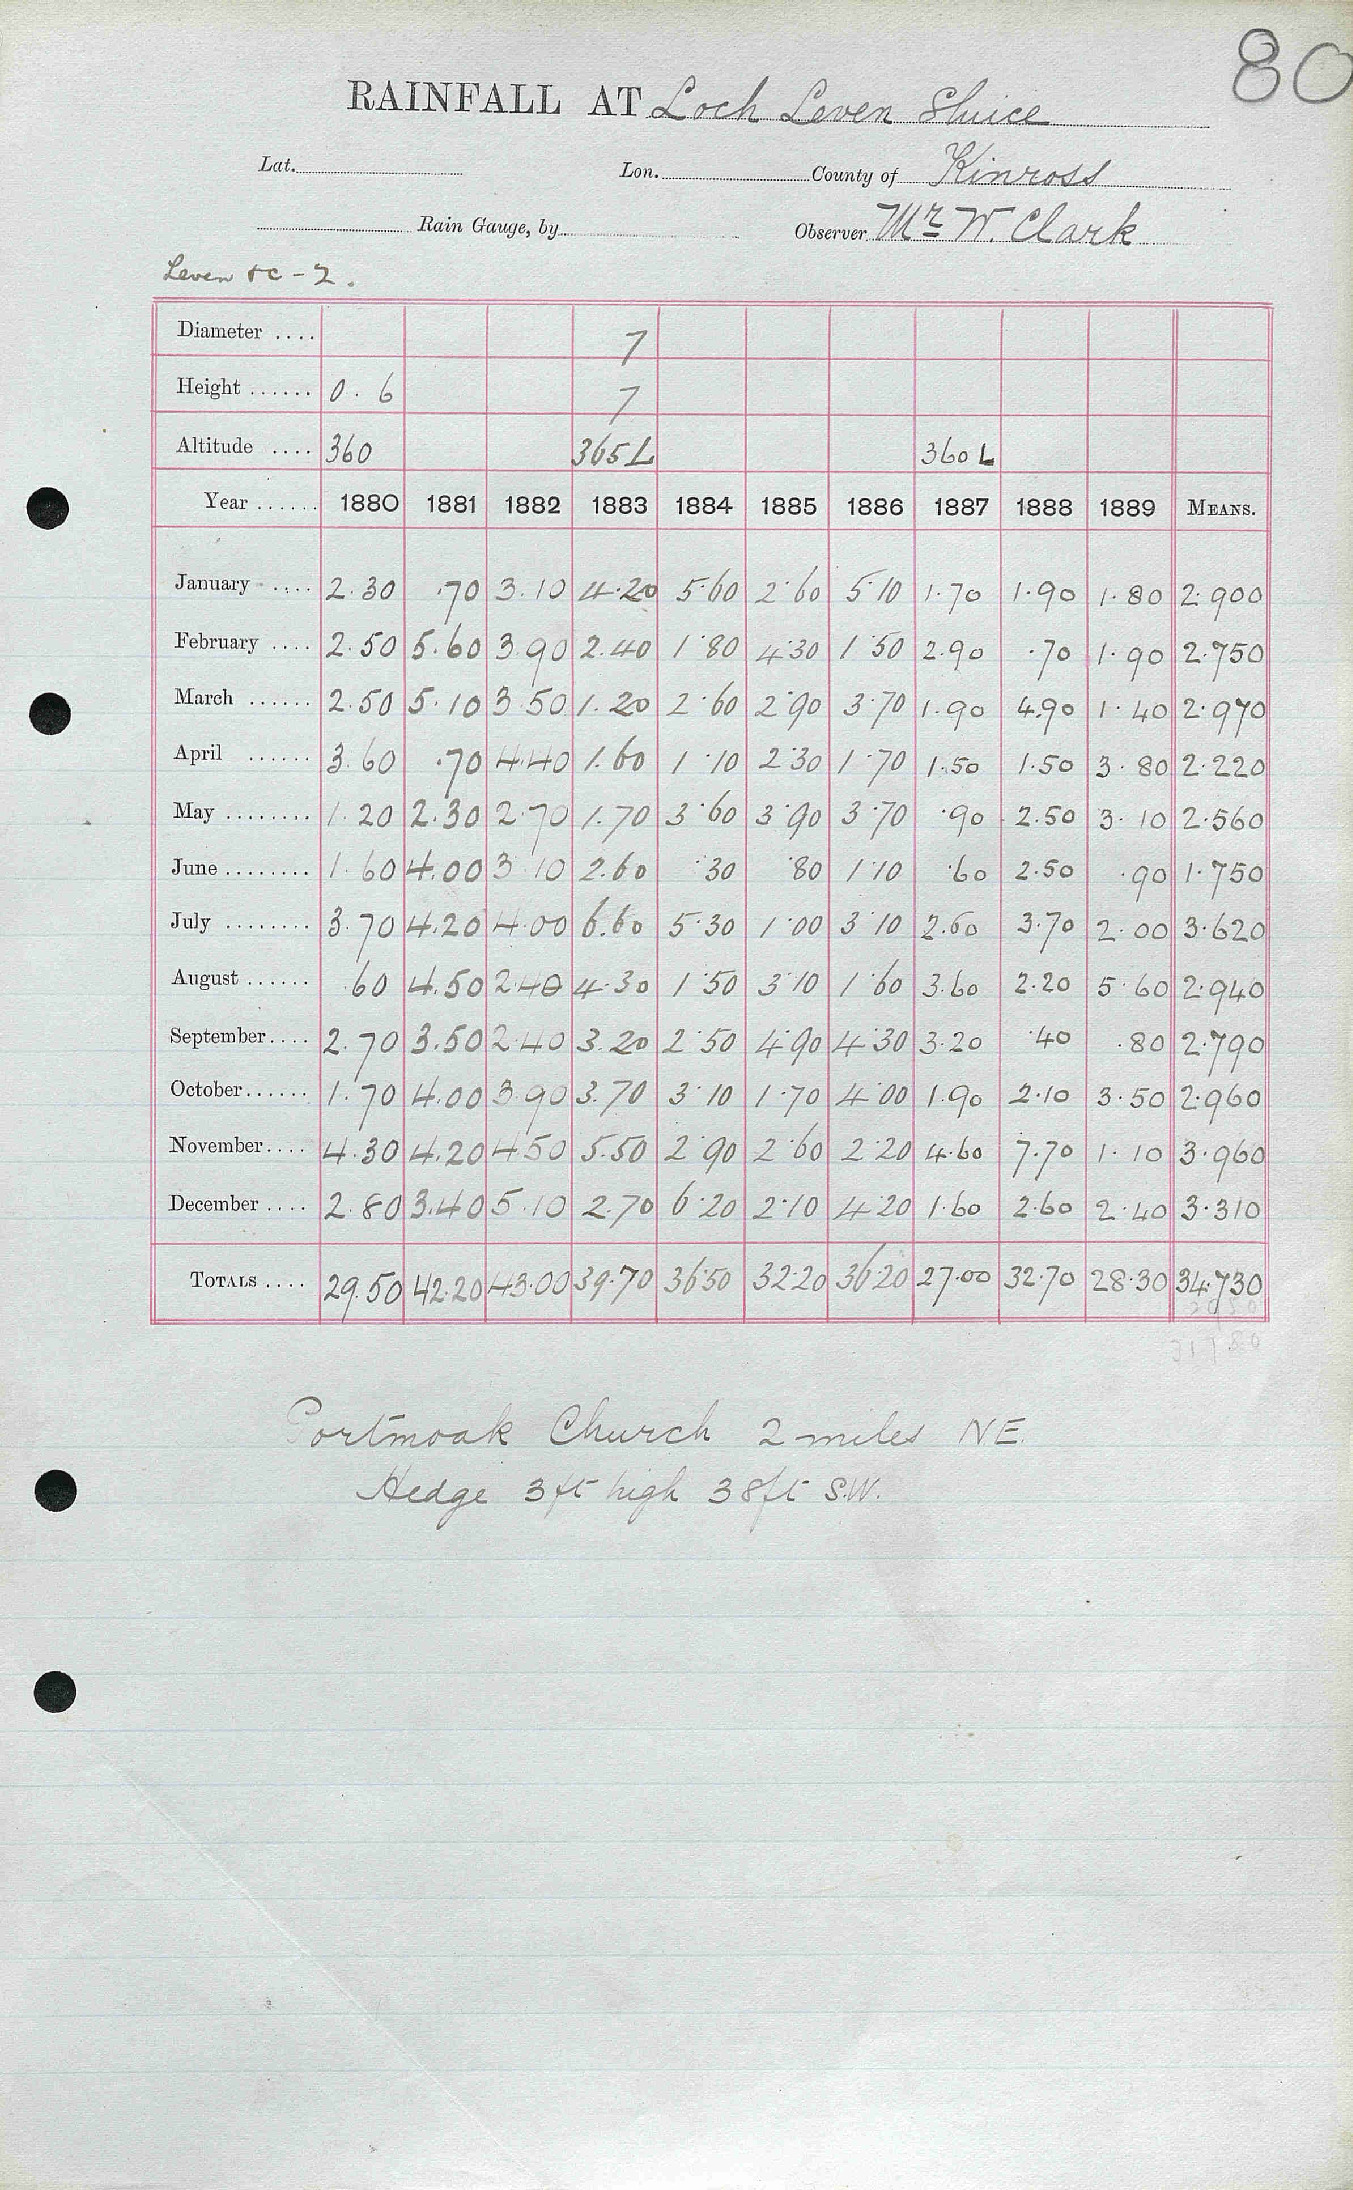 80
RAINFALL AT Loch Leven Sluice
Lat. Lon. County of Kinross
Rain Gauge, by Observer Mr W. Clark
Leven &c - 2.
Diameter .... 7
Height ...... 0. 6 7
Altitude .... 360 365 L 360 L
Year ...... 1880 1881 1882 1883 1884 1885 1886 1887 1888 1889 MEANS.
January .... 2.30 .70 3.10 4.20 5.60 2.60 5.10 1.70 1.90 1.80 2.900
February .... 2.50 5.60 3.90 2.40 1.80 4.30 1.50 2.90 .70 1.90 2.750
March ...... 2.50 5.10 3.50 1.20 2.60 2.90 3.70 1.90 4.90 1.40 2.970
April ...... 3.60 .70 4.40 1.60 1.10 2.30 1.70 1.50 1.50 3.80 2.220
May ........ 1.20 2.30 2.70 1.70 3.60 3.90 3.70 .90 2.50 3.10 2.560
June ........ 1.60 4.00 3.10 2.60 .30 .80 1.10 .60 2.50 .90 1.750
July ........ 3.70 4.20 4.00 6.60 5.30 1.00 3.10 2.60 3.70 2.00 3.620
August ...... .60 4.50 2.40 4.30 1.50 3.10 1.60 3.60 2.20 5.60 2.940
September .... 2.70 3.50 2.40 3.20 2.50 4.90 4.30 3.20 .40 .80 2.790
October ...... 1.70 4.00 3.90 3.70 3.10 1.70 4.00 1.90 2.10 3.50 2.960
November .... 4.30 4.20 4.50 5.50 2.90 2.60 2.20 4.60 7.70 1.10 3.960
December .... 2.80 3.40 5.10 2.70 6.20 2.10 4.20 1.60 2.60 2.40 3.310
TOTALS .... 29.50 42.20 43.00 39.70 36.50 32.20 36.20 27.00 32.70 28.30 34.730
Portmoak Church 2 miles NE.
Hedge 3ft high 38ft S.W.